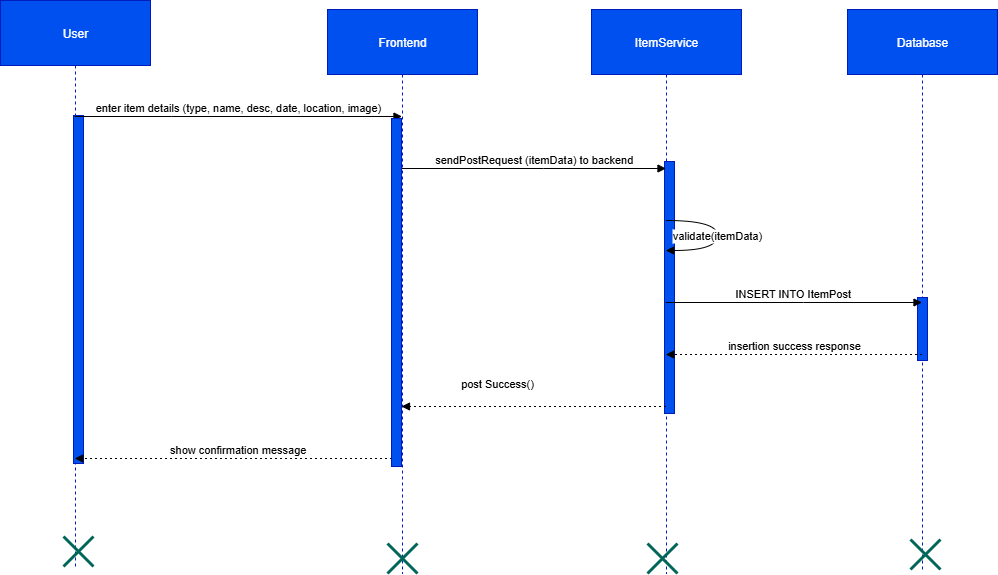 User
Frontend
ItemService
Database
enter item details (type, name, desc, date, location, image)
sendPostRequest (itemData) to backend
validate(itemData)
INSERT INTO ItemPost
insertion success response
post Success()
show confirmation message